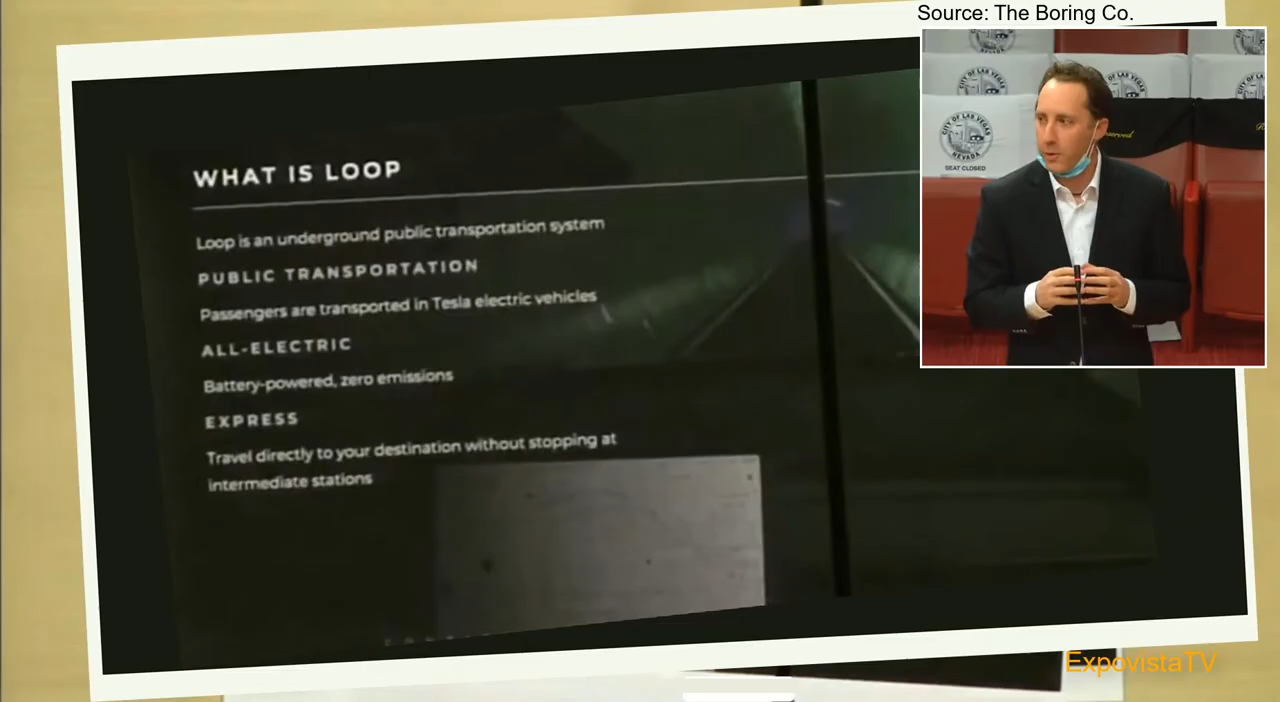 Source: The Boring Co.
WHAT IS LOOP
Loop is an underground public transportation system
PUBLIC TRANSPORTATION
Passengers are transported in Tesla electric vehicles
ALL-ELECTRIC
Battery-powered, zero emissions
EXPRESS
Travel directly to your destination without stopping at
intermediate stations
CITY OF LAS VEGAS
NEVADA
SEAT CLOSED
ExpovistaTV